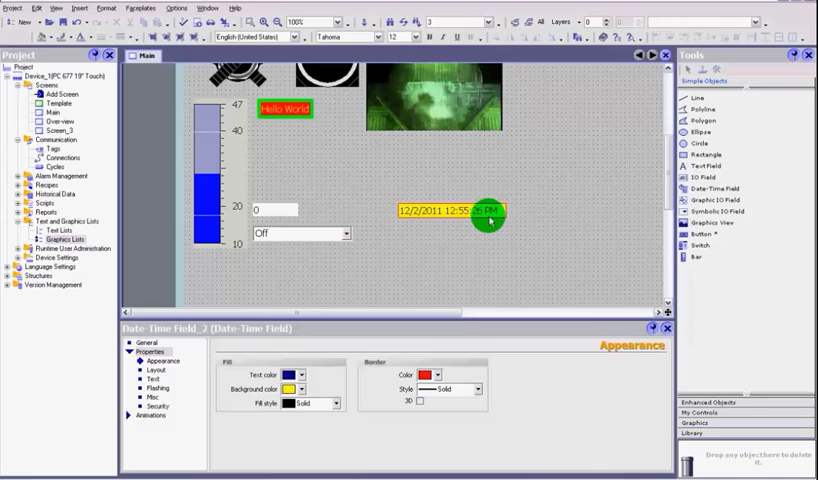 Project Edit View Insert Format Faceplates Options Window Help
New 100% 3 All Layers 0
English (United States) Tahoma 12 B I U
Project
Project
Device_1(PC 677 19" Touch)
Screens
Add Screen
Template
Main
Over-view
Screen_3
Communication
Tags
Connections
Cycles
Alarm Management
Recipes
Historical Data
Scripts
Reports
Text and Graphics Lists
Text Lists
Graphics Lists
Runtime User Administration
Device Settings
Language Settings
Structures
Version Management
Main
47
40
20
10
Hello World
0
Off
12/2/2011 12:55:26 PM
Tools
Simple Objects
Line
Polyline
Polygon
Ellipse
Circle
Rectangle
Text Field
IO Field
Date-Time Field
Graphic IO Field
Symbolic IO Field
Graphics View
Button
Switch
Bar
Enhanced Objects
My Controls
Graphics
Library
Drop any object here to delete
it.
Date-Time Field_2 (Date-Time Field)
General
Properties
Appearance
Layout
Text
Flashing
Misc
Security
Animations
Appearance
Fill
Text color
Background color
Fill style Solid
Border
Color
Style Solid
3D